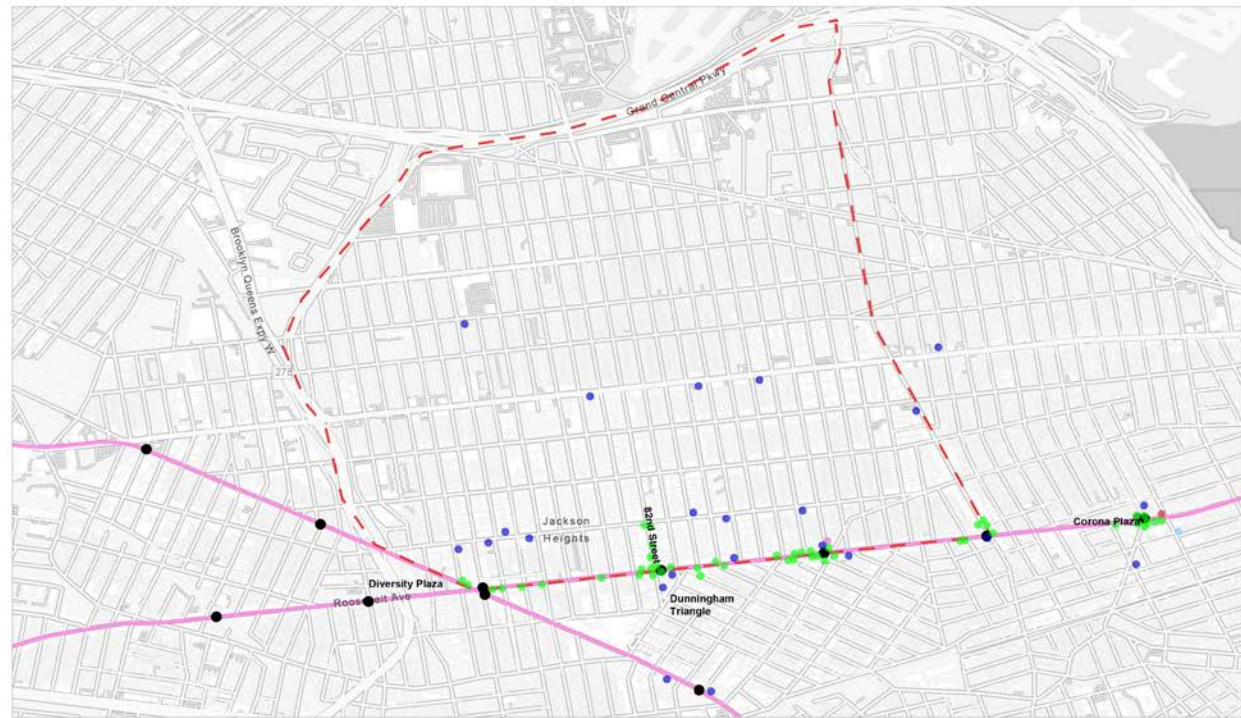 Grand Central Pkwy
Brooklyn Queens Expy W
278
Jackson
Heights
82nd Street
Corona Plaza
Diversity Plaza
Roosevelt Ave
Dunningham
Triangle